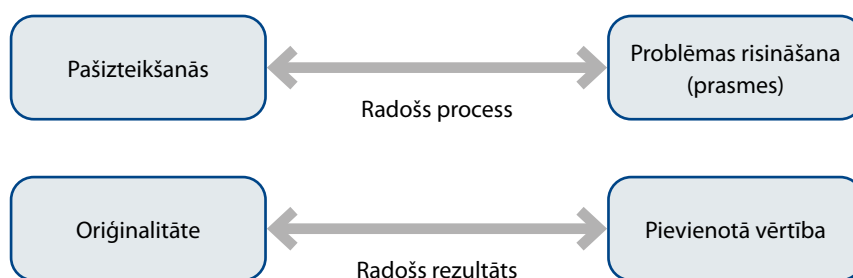 Pašizteikšanās
Problēmas risināšana
(prasmes)
Radošs process
Oriģinalitāte
Pievienotā vērtība
Radošs rezultāts